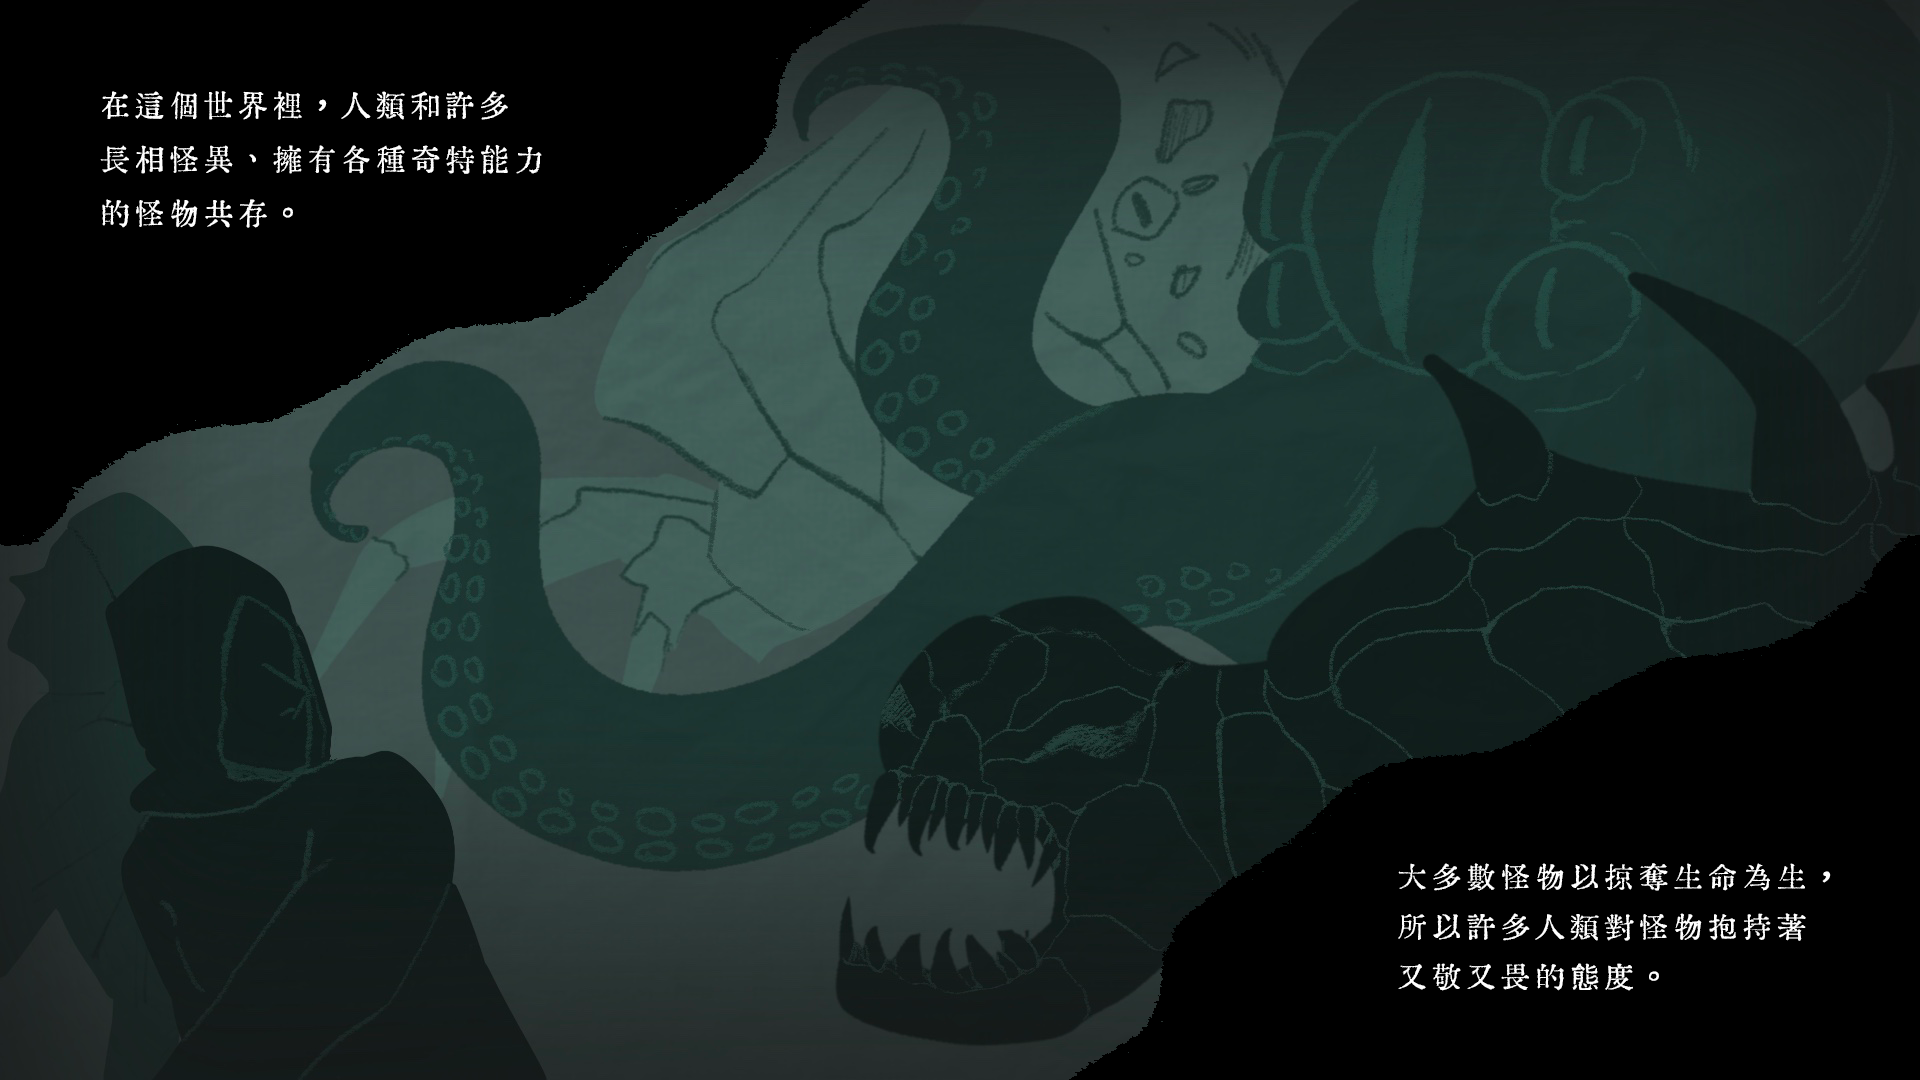 在這個世界裡，人類和許多
長相怪異、擁有各種奇特能力
的怪物共存。
大多數怪物以掠奪生命為生，
所以許多人類對怪物抱持著
又敬又畏的態度。